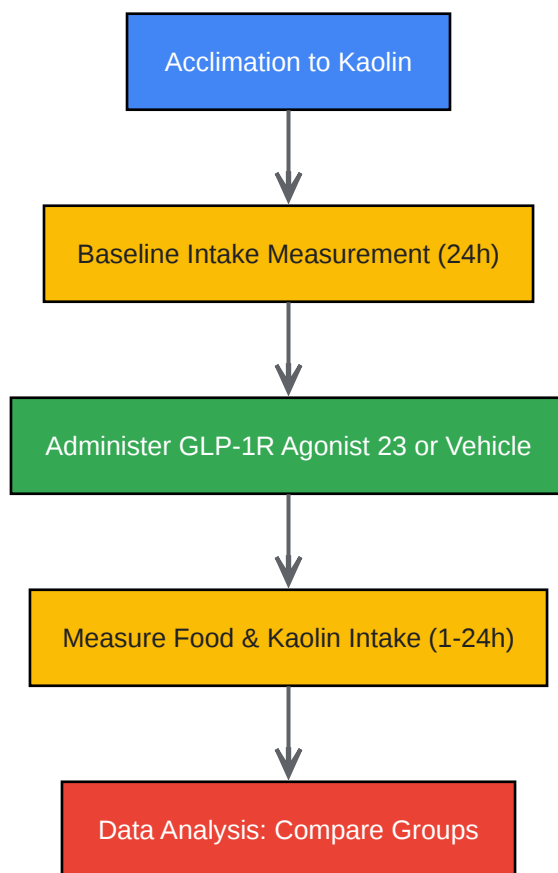 Acclimation to Kaolin
Baseline Intake Measurement (24h)
Administer GLP-1R Agonist 23 or Vehicle
Measure Food & Kaolin Intake (1-24h)
Data Analysis: Compare Groups